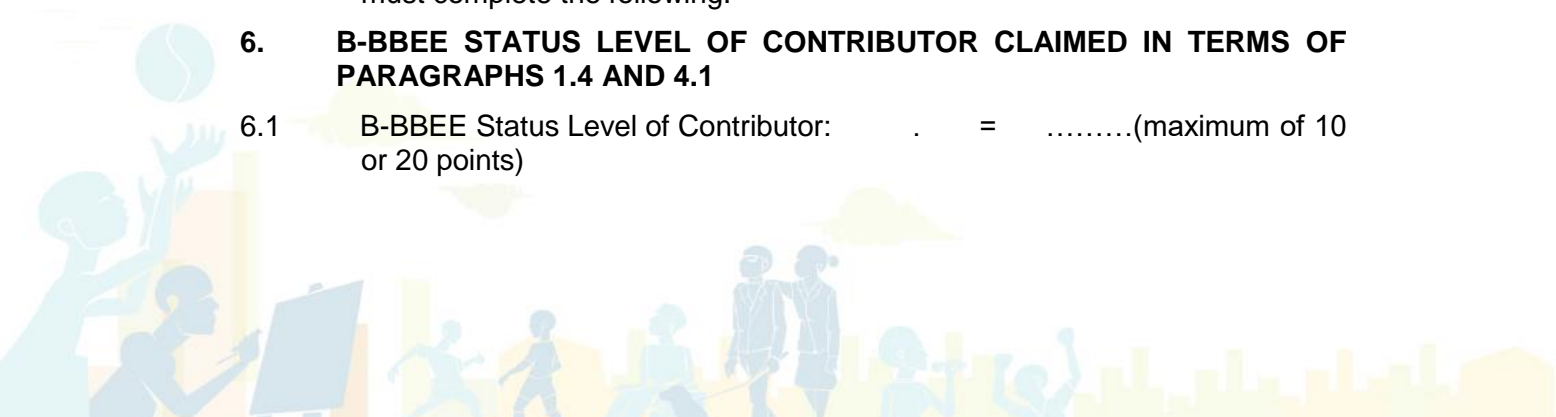 must complete the following:
6. B-BBEE STATUS LEVEL OF CONTRIBUTOR CLAIMED IN TERMS OF
PARAGRAPHS 1.4 AND 4.1
6.1 B-BBEE Status Level of Contributor: . = ………(maximum of 10
or 20 points)